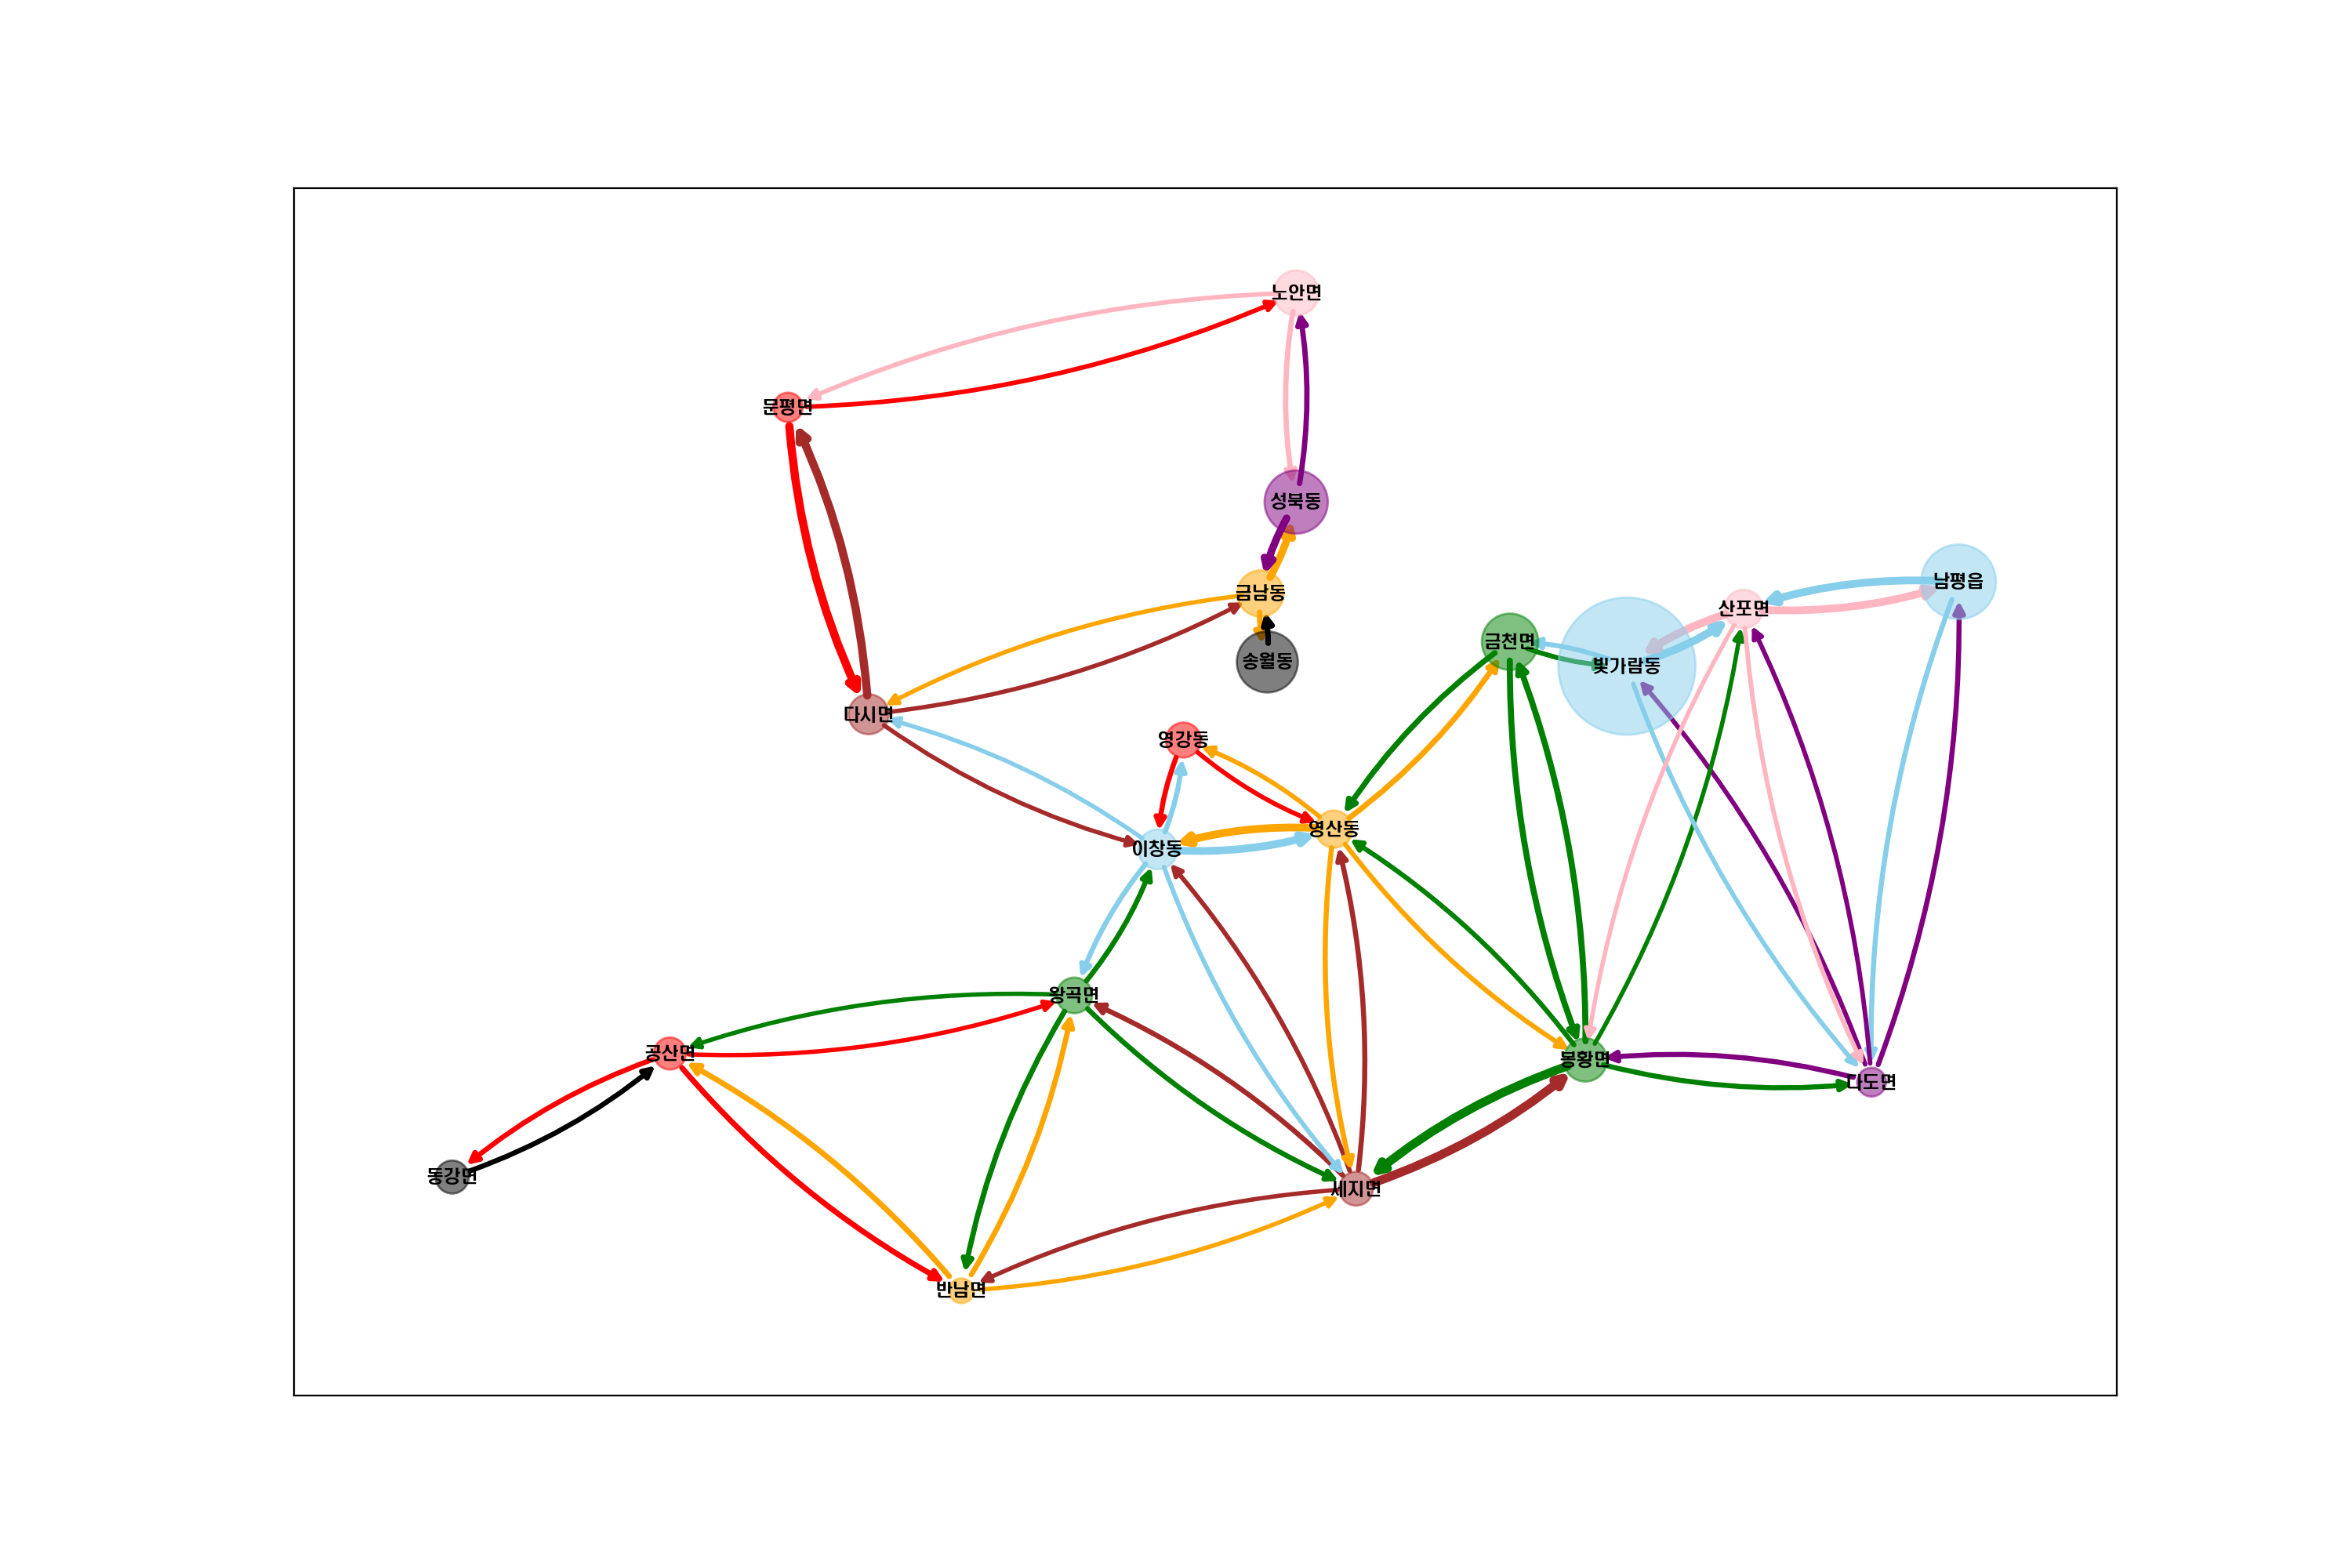 노안면
문평면
성북동
남평읍
금남동
산포면
금천면
송월동
빛가람동
다시면
영강동
영산동
이창동
왕곡면
공산면
봉황면
다도면
동강면
세지면
반남면